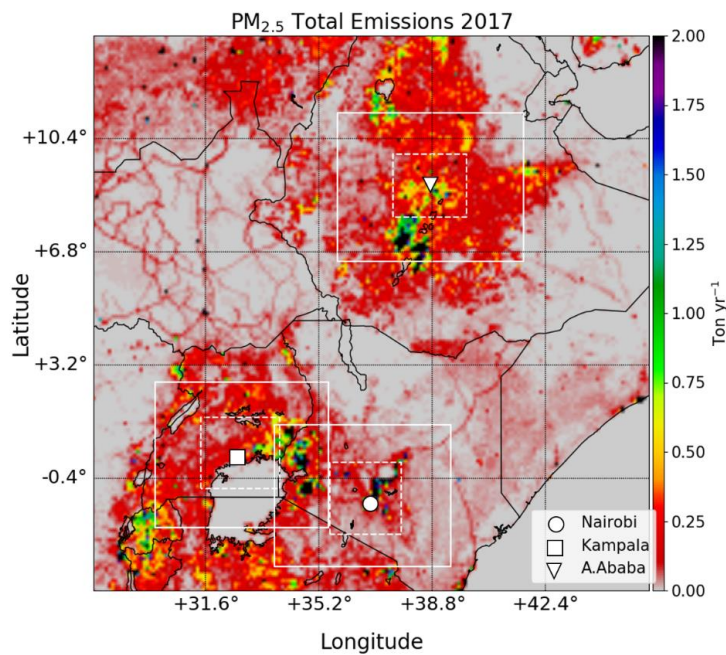 PM2.5 Total Emissions 2017
2.00
1.75
1.50
1.25
1.00
0.75
0.50
0.25
0.00
Ton yr−1
+10.4°
+6.8°
+3.2°
-0.4°
Latitude
Nairobi
Kampala
A.Ababa
+31.6° +35.2° +38.8° +42.4°
Longitude